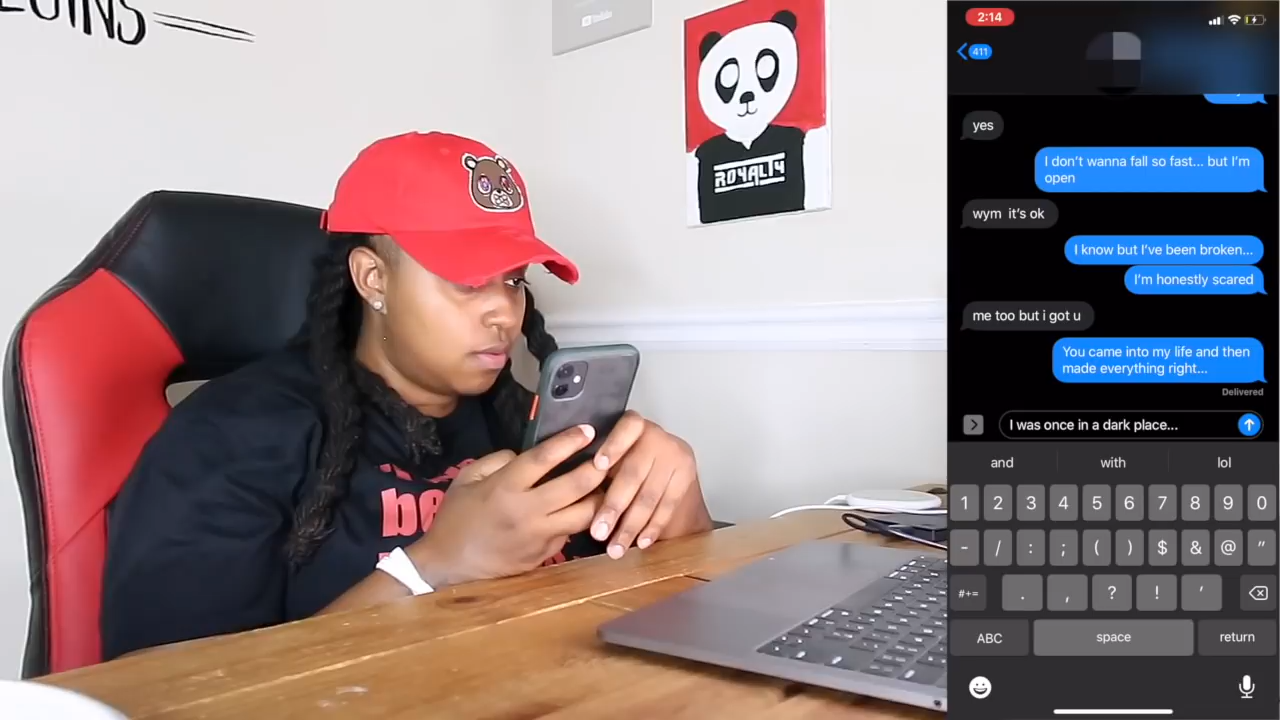 YouTube
ROYALTY
be
2:14
411
yes
I don't wanna fall so fast... but I'm
open
wym it's ok
I know but I've been broken...
I'm honestly scared
me too but i got u
You came into my life and then
made everything right...
Delivered
I was once in a dark place...
and with lol
1 2 3 4 5 6 7 8 9 0
- / : ; ( ) $ & @ "
#+= . , ? ! '
ABC space return